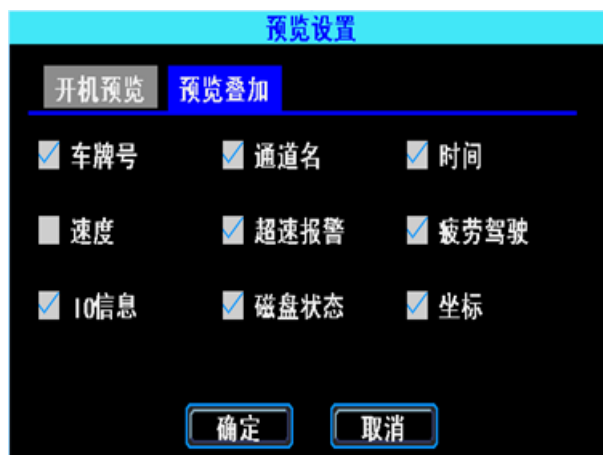 预览设置
开机预览 预览叠加
车牌号 通道名 时间
速度 超速报警 疲劳驾驶
IO信息 磁盘状态 坐标
确定 取消